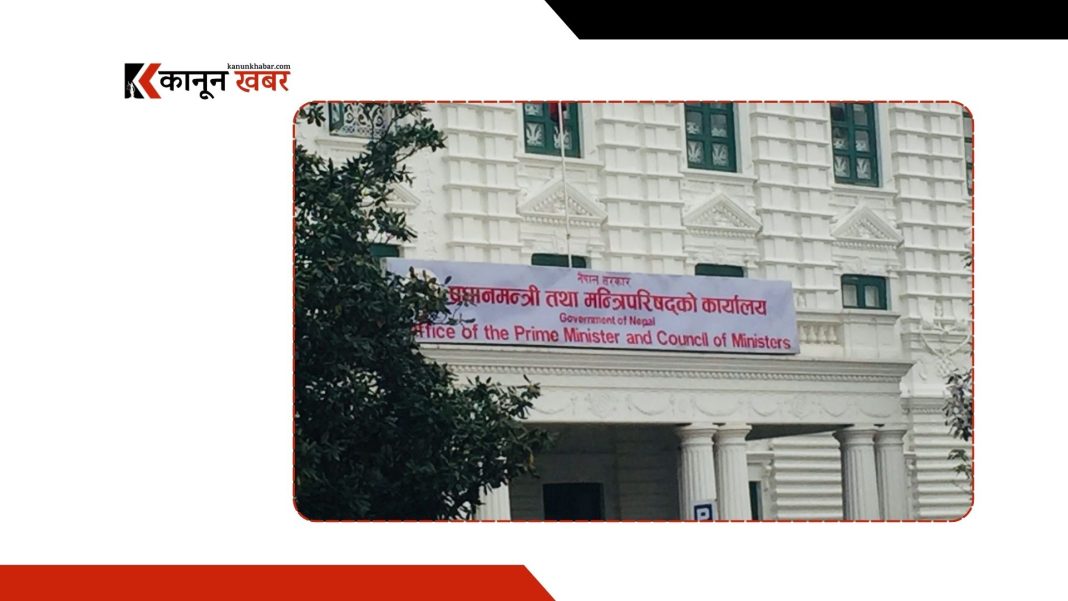 kanunkhabar.com
कानून खबर
नेपाल सरकार
प्रधानमन्त्री तथा मन्त्रिपरिषद्को कार्यालय
Government of Nepal
Office of the Prime Minister and Council of Ministers
P